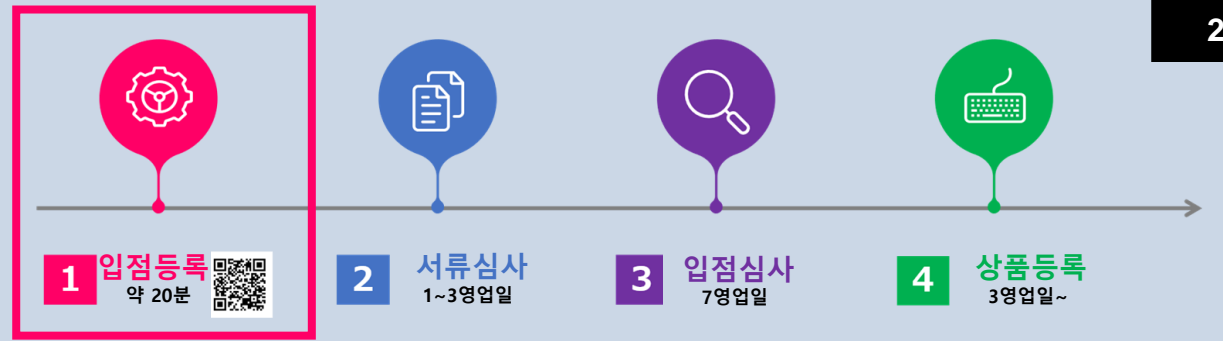 2
1 입점등록
약 20분
2 서류심사
1~3영업일
3 입점심사
7영업일
4 상품등록
3영업일~